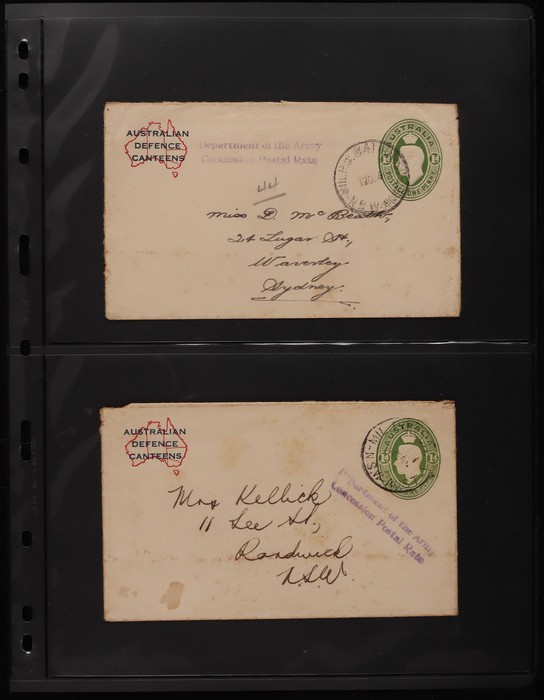 AUSTRALIAN
DEFENCE
CANTEENS
Department of the Army
Concession Postal Rate
AUSTRALIA
POSTAGE ONE PENNY
44
Miss D. McBeath,
24 Lugar St.,
Waverley
Sydney.
AUSTRALIAN
DEFENCE
CANTEENS
AUSTRALIA
Department of the Army
Concession Postal Rate
Mrs Kellick
11 Lee St,
Randwick
N.S.W.